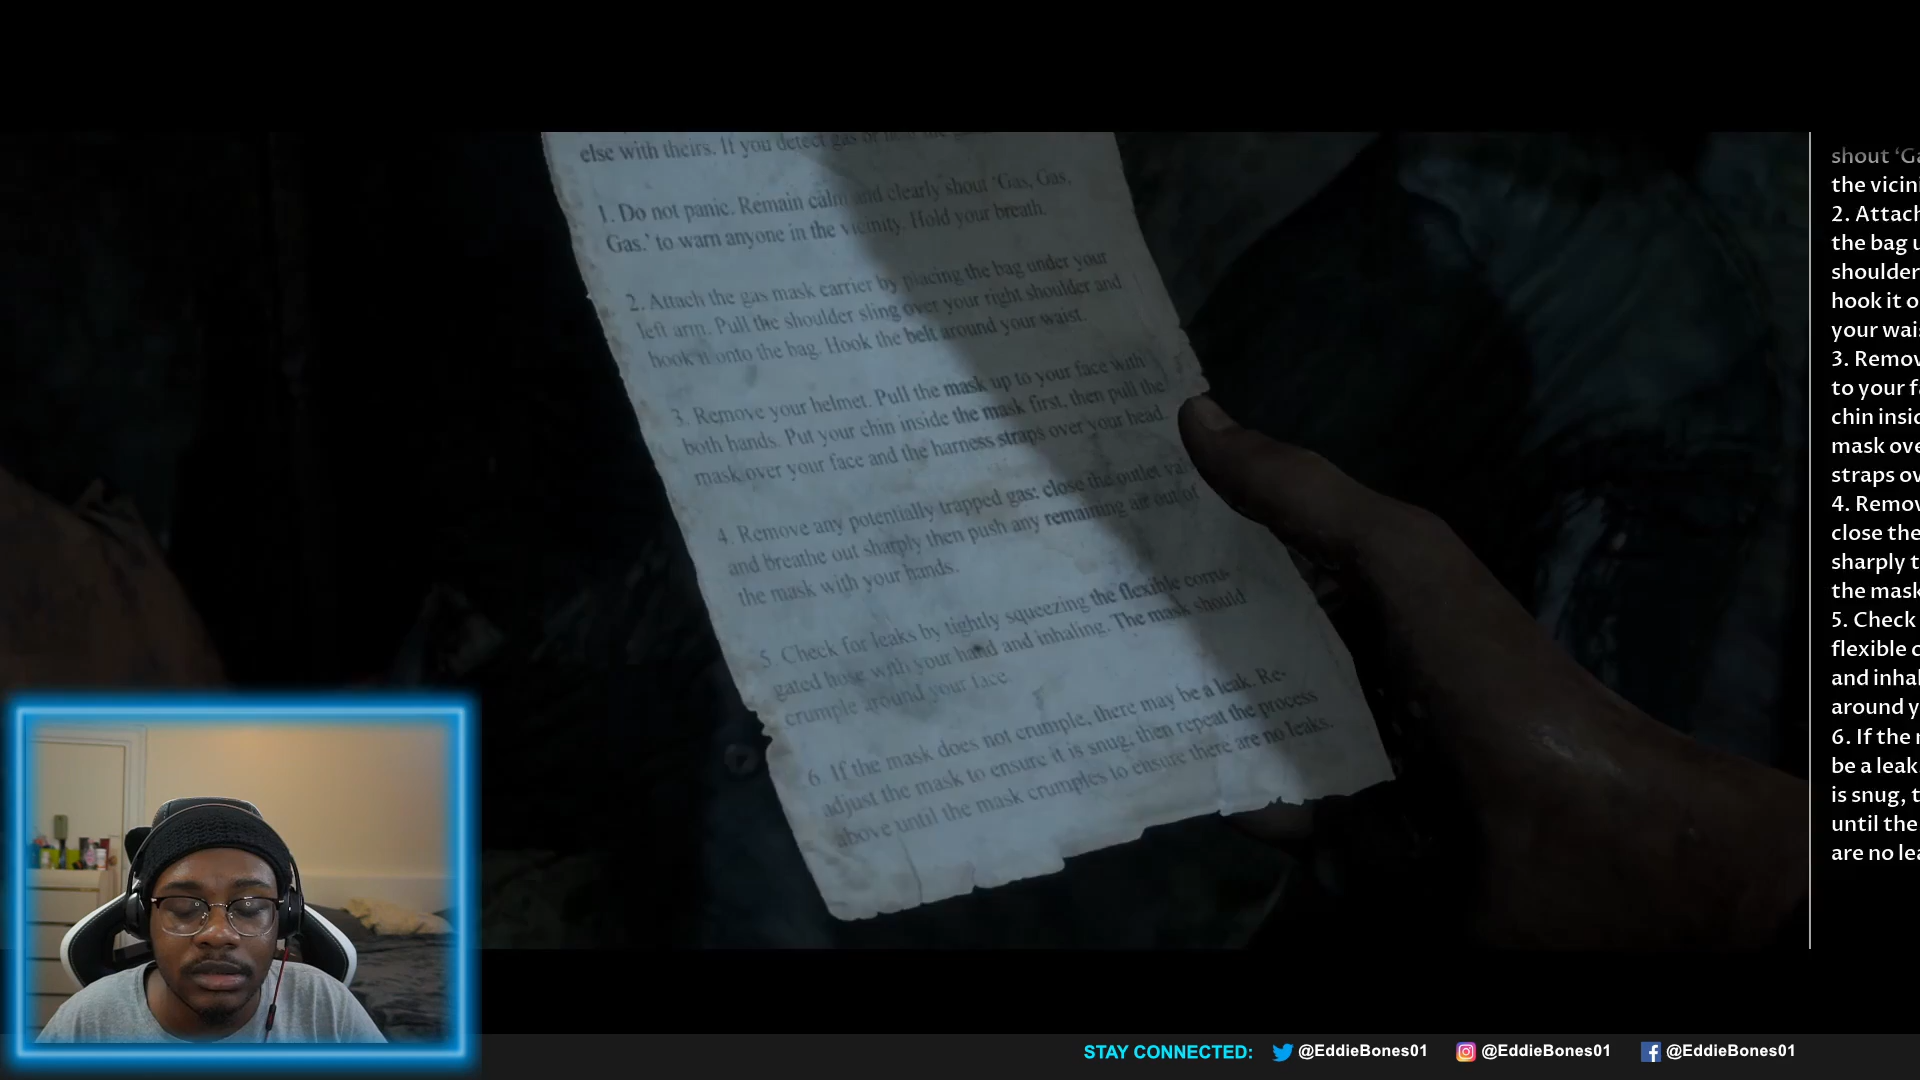 else with theirs. If you detect gas or
1. Do not panic. Remain calm and clearly shout ‘Gas, Gas,
Gas.’ to warn anyone in the vicinity. Hold your breath.
2. Attach the gas mask carrier by placing the bag under your
left arm. Pull the shoulder sling over your right shoulder and
hook it onto the bag. Hook the belt around your waist.
3. Remove your helmet. Pull the mask up to your face with
both hands. Put your chin inside the mask first, then pull the
mask over your face and the harness straps over your head.
4. Remove any potentially trapped gas; close the outlet val
and breathe out sharply then push any remaining air out of
the mask with your hands.
5. Check for leaks by tightly squeezing the flexible corru-
gated hose with your hand and inhaling. The mask should
crumple around your face.
6. If the mask does not crumple, there may be a leak. Re-
adjust the mask to ensure it is snug, then repeat the process
above until the mask crumples to ensure there are no leaks.
shout ‘Ga
the vicini
2. Attach
the bag u
shoulder
hook it o
your wais
3. Remov
to your fa
chin insid
mask ove
straps ov
4. Remov
close the
sharply t
the mask
5. Check
flexible c
and inhal
around y
6. If the m
be a leak.
is snug, t
until the
are no lea
STAY CONNECTED: @EddieBones01 @EddieBones01 @EddieBones01